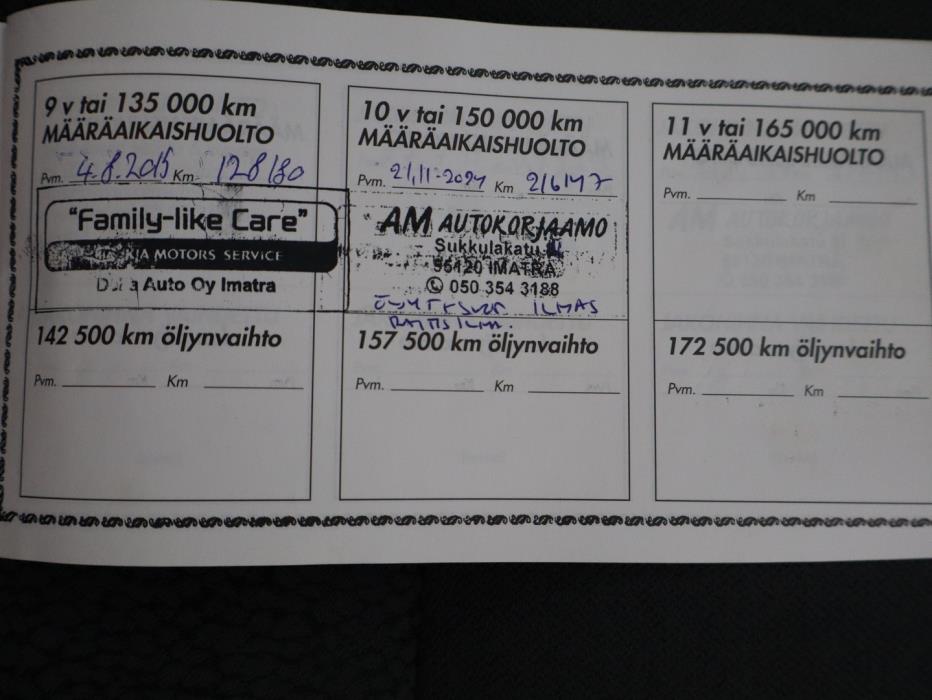 9 v tai 135 000 km
MÄÄRÄAIKAISHUOLTO
Pvm. 4.8.2015 Km 128180
"Family-like Care"
KIA MOTORS SERVICE
Auto Oy Imatra
142 500 km öljynvaihto
Pvm. Km
10 v tai 150 000 km
MÄÄRÄAIKAISHUOLTO
Pvm. 21.11.2024 Km 216147
AM AUTOKORJAAMO
Sukkulakatu
55120 IMATRA
050 354 3188
ILMAS
157 500 km öljynvaihto
Pvm. Km
11 v tai 165 000 km
MÄÄRÄAIKAISHUOLTO
Pvm. Km
172 500 km öljynvaihto
Pvm. Km